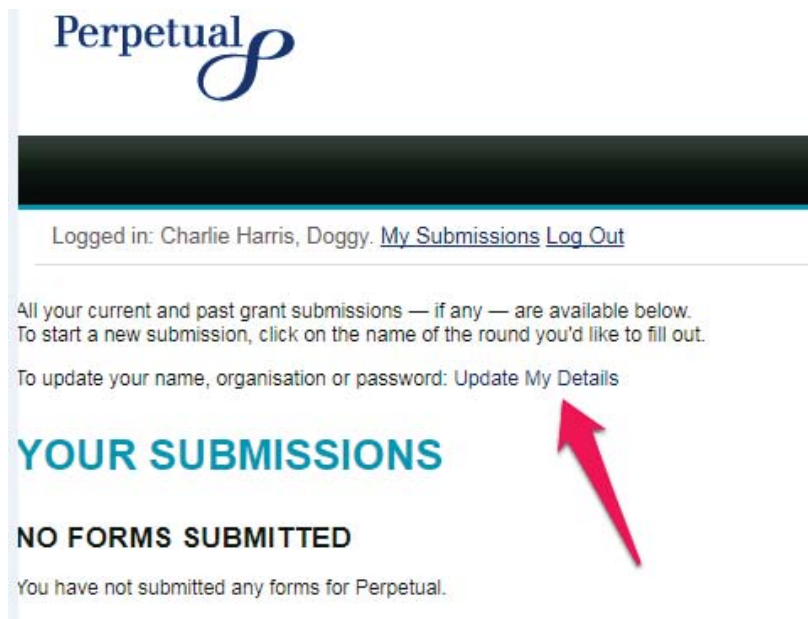 Perpetual
Logged in: Charlie Harris, Doggy. My Submissions Log Out
All your current and past grant submissions — if any — are available below.
To start a new submission, click on the name of the round you'd like to fill out.
To update your name, organisation or password: Update My Details
YOUR SUBMISSIONS
NO FORMS SUBMITTED
You have not submitted any forms for Perpetual.